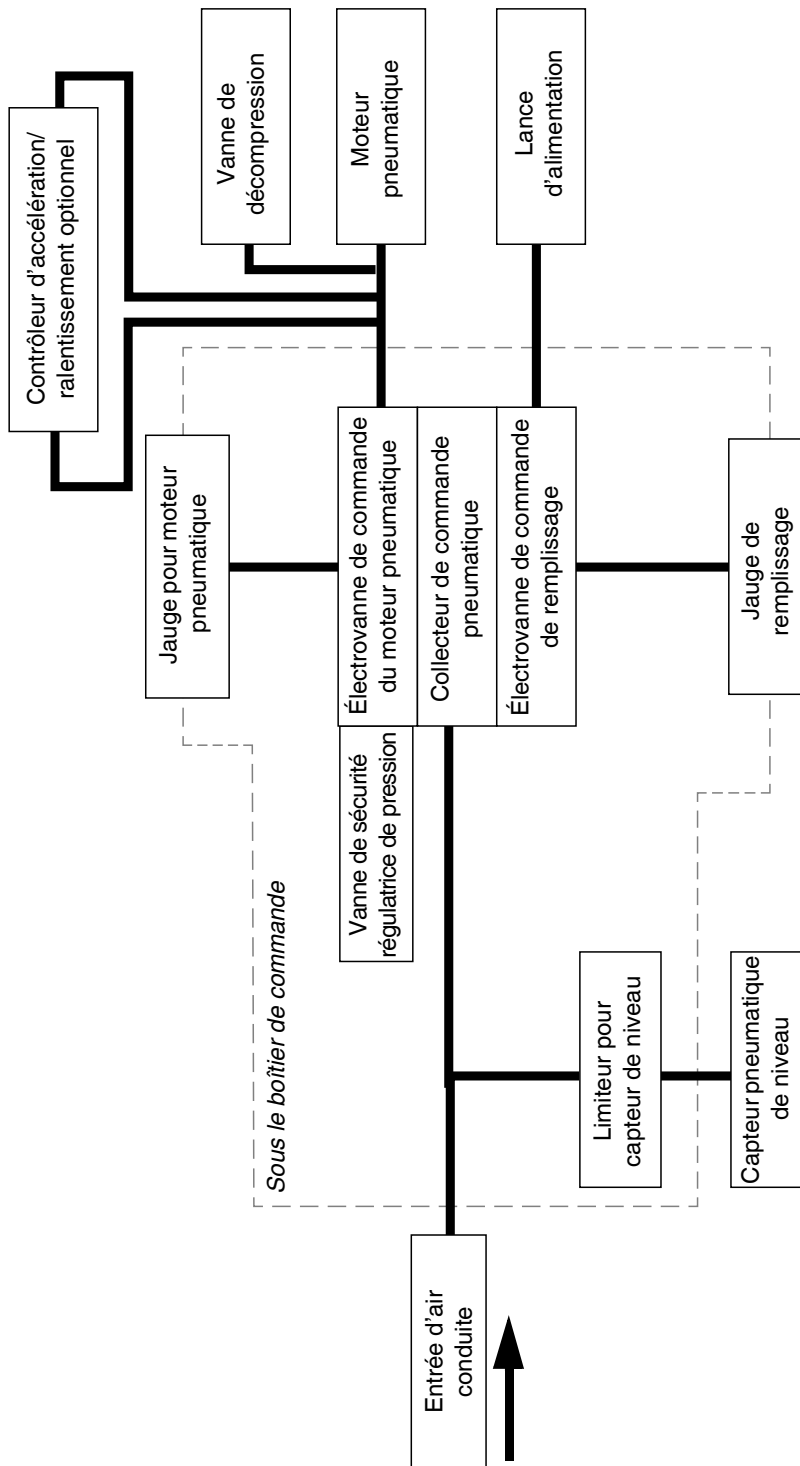 Contrôleur d’accélération/
ralentissement optionnel
Vanne de
décompression
Moteur
pneumatique
Lance
d’alimentation
Jauge pour moteur
pneumatique
Électrovanne de commande
du moteur pneumatique
Collecteur de commande
pneumatique
Électrovanne de commande
de remplissage
Jauge de
remplissage
Vanne de sécurité
régulatrice de pression
Sous le boîtier de commande
Limiteur pour
capteur de niveau
Capteur pneumatique
de niveau
Entrée d’air
conduite